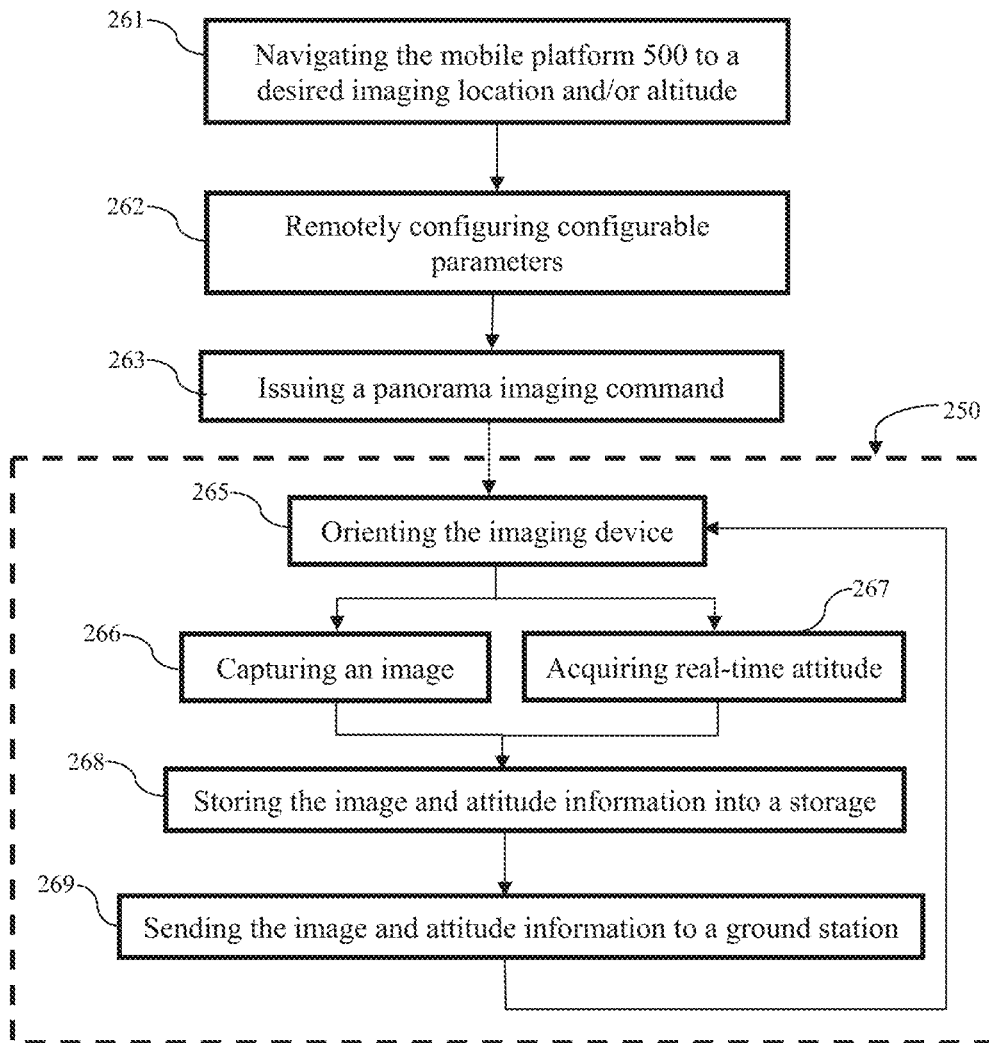 261
Navigating the mobile platform 500 to a
desired imaging location and/or altitude
262
Remotely configuring configurable
parameters
263
Issuing a panorama imaging command
250
265
Orienting the imaging device
267
266
Capturing an image
Acquiring real-time attitude
268
Storing the image and attitude information into a storage
269
Sending the image and attitude information to a ground station